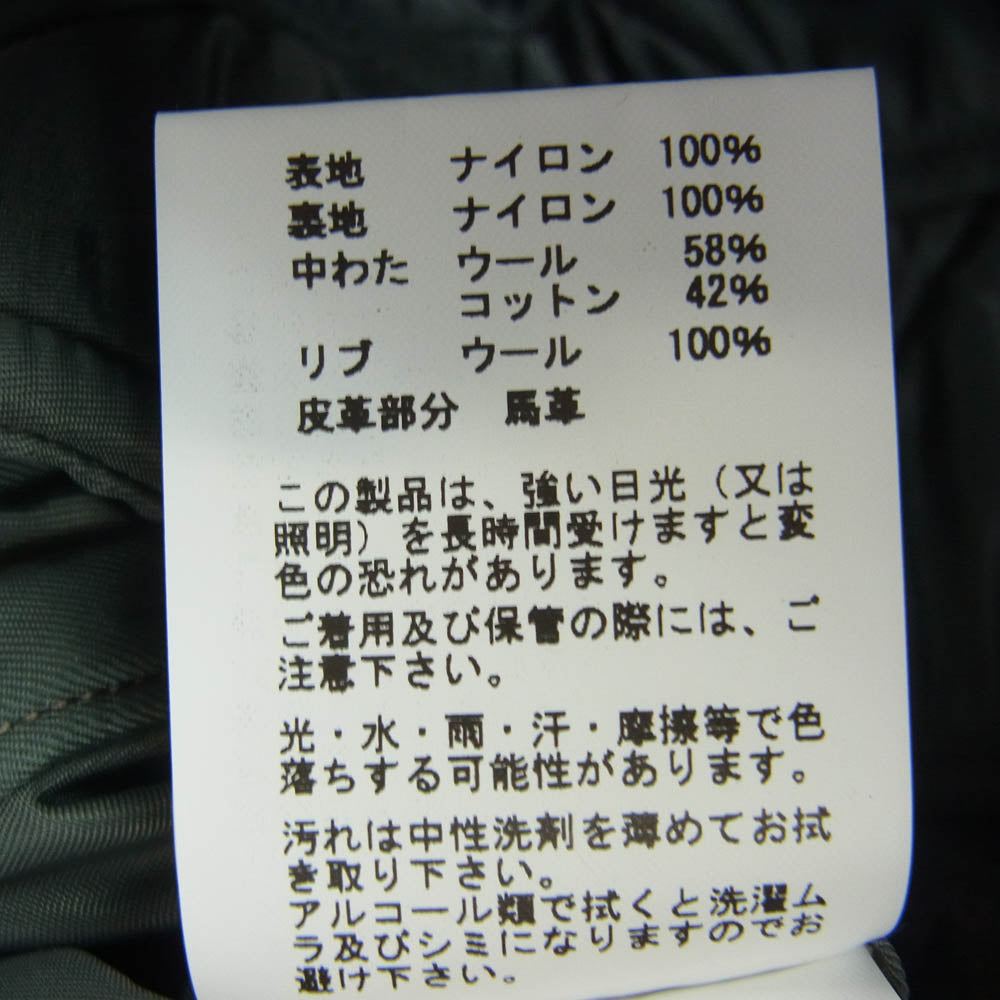 表地 ナイロン 100%
裏地 ナイロン 100%
中わた ウール 58%
コットン 42%
リブ ウール 100%
皮革部分 馬革
この製品は、強い日光（又は
照明）を長時間受けますと変
色の恐れがあります。
ご着用及び保管の際には、ご
注意下さい。
光・水・雨・汗・摩擦等で色
落ちする可能性があります。
汚れは中性洗剤を薄めてお拭
き取り下さい。
アルコール類で拭くと洗濯ム
ラ及びシミになりますのでお
避け下さい。